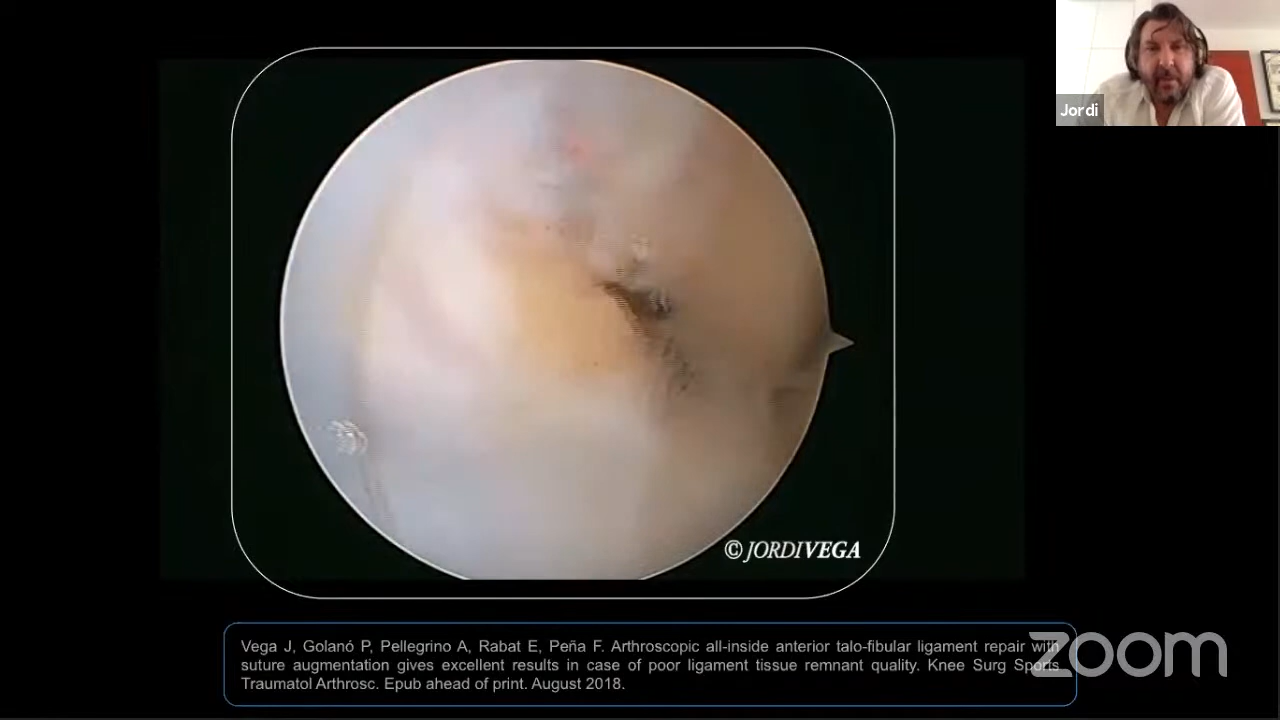 Jordi
© JORDIVEGA
Vega J, Golanó P, Pellegrino A, Rabat E, Peña F. Arthroscopic all-inside anterior talo-fibular ligament repair with
suture augmentation gives excellent results in case of poor ligament tissue remnant quality. Knee Surg Sports
Traumatol Arthrosc. Epub ahead of print. August 2018.
zoom